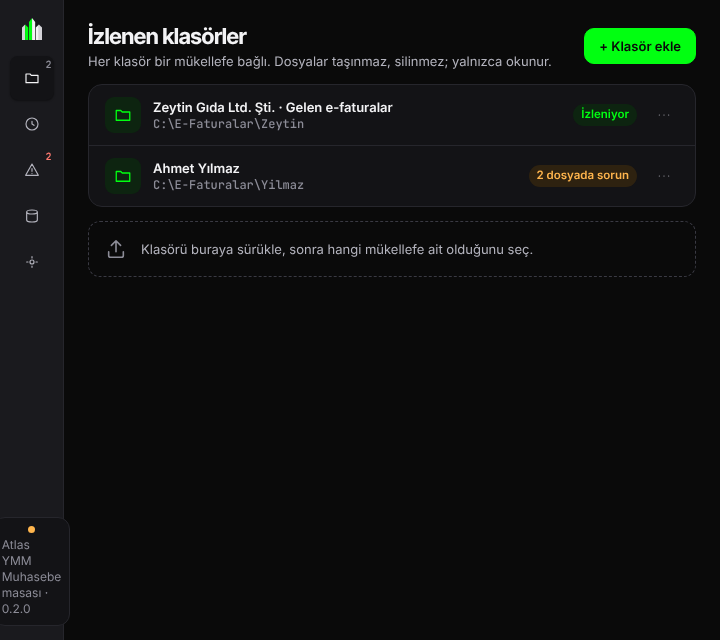 İzlenen klasörler
Her klasör bir mükellefe bağlı. Dosyalar taşınmaz, silinmez; yalnızca okunur.
+ Klasör ekle
2
Zeytin Gıda Ltd. Şti. · Gelen e-faturalar
C:\E-Faturalar\Zeytin
İzleniyor
···
2
Ahmet Yılmaz
C:\E-Faturalar\Yilmaz
2 dosyada sorun
···
Klasörü buraya sürükle, sonra hangi mükellefe ait olduğunu seç.
Atlas
YMM
Muhasebe
masası ·
0.2.0